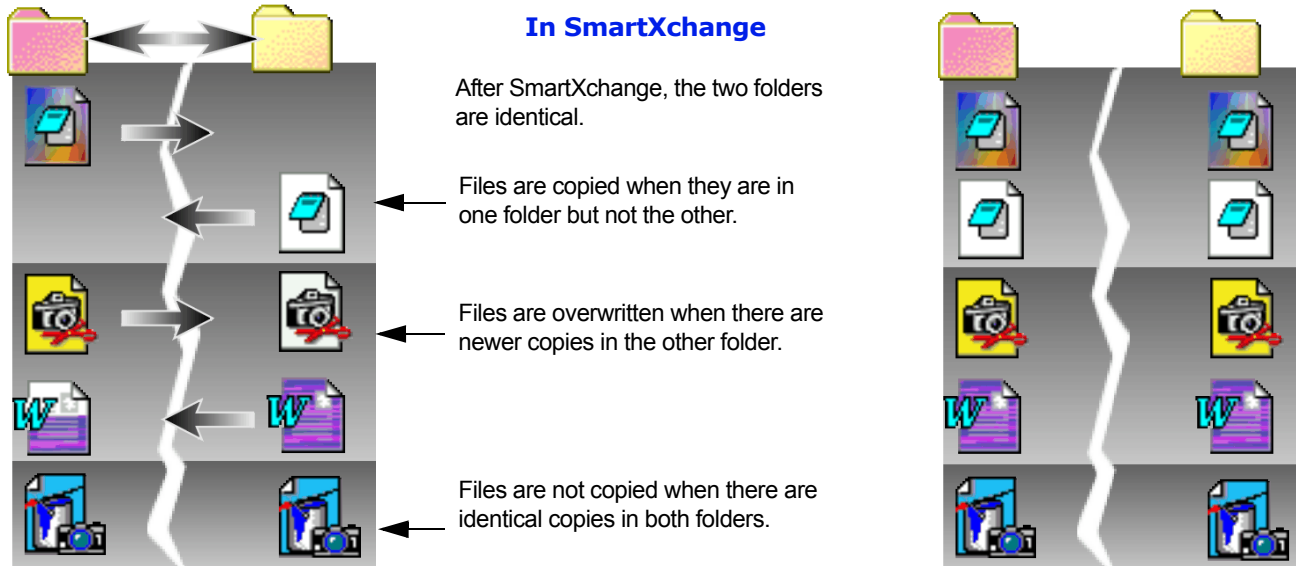 In SmartXchange
After SmartXchange, the two folders
are identical.
Files are copied when they are in
one folder but not the other.
Files are overwritten when there are
newer copies in the other folder.
Files are not copied when there are
identical copies in both folders.
W
W
W
W